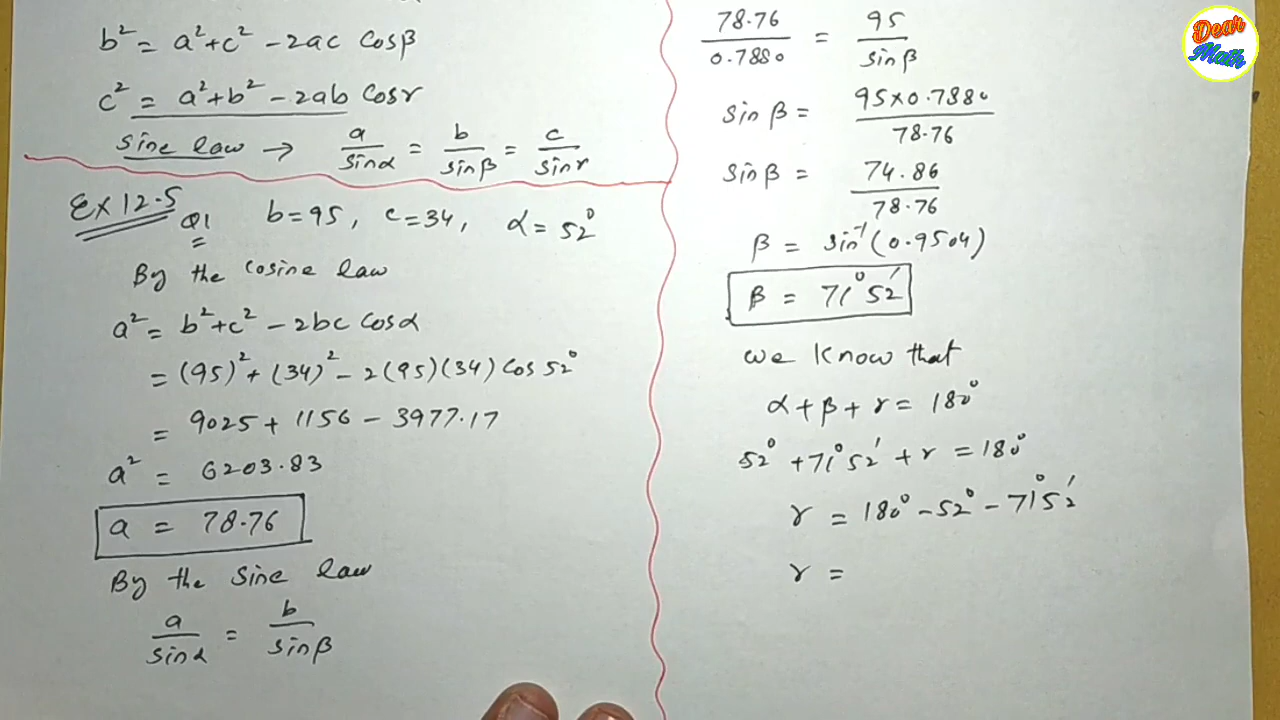 b² = a²+c² - 2ac Cosβ
c² = a²+b² - 2ab Cosr
Sine law → a/sinα = b/sinβ = c/sinr
Ex 12.5
Q1 b=95, c=34, α = 52°
By the Cosine law
a² = b²+c² - 2bc Cosα
= (95)² + (34)² - 2(95)(34) Cos 52°
= 9025 + 1156 - 3977.17
a² = 6203.83
a = 78.76
By the Sine law
a/sinα = b/sinβ
78.76/0.7880 = 95/sinβ
Sin β = 95×0.7880/78.76
Sin β = 74.86/78.76
β = sin⁻¹(0.9504)
β = 71°52′
we know that
α+β+r = 180°
52° + 71°52′ + r = 180°
r = 180° - 52° - 71°52′
r =
Dear
Math